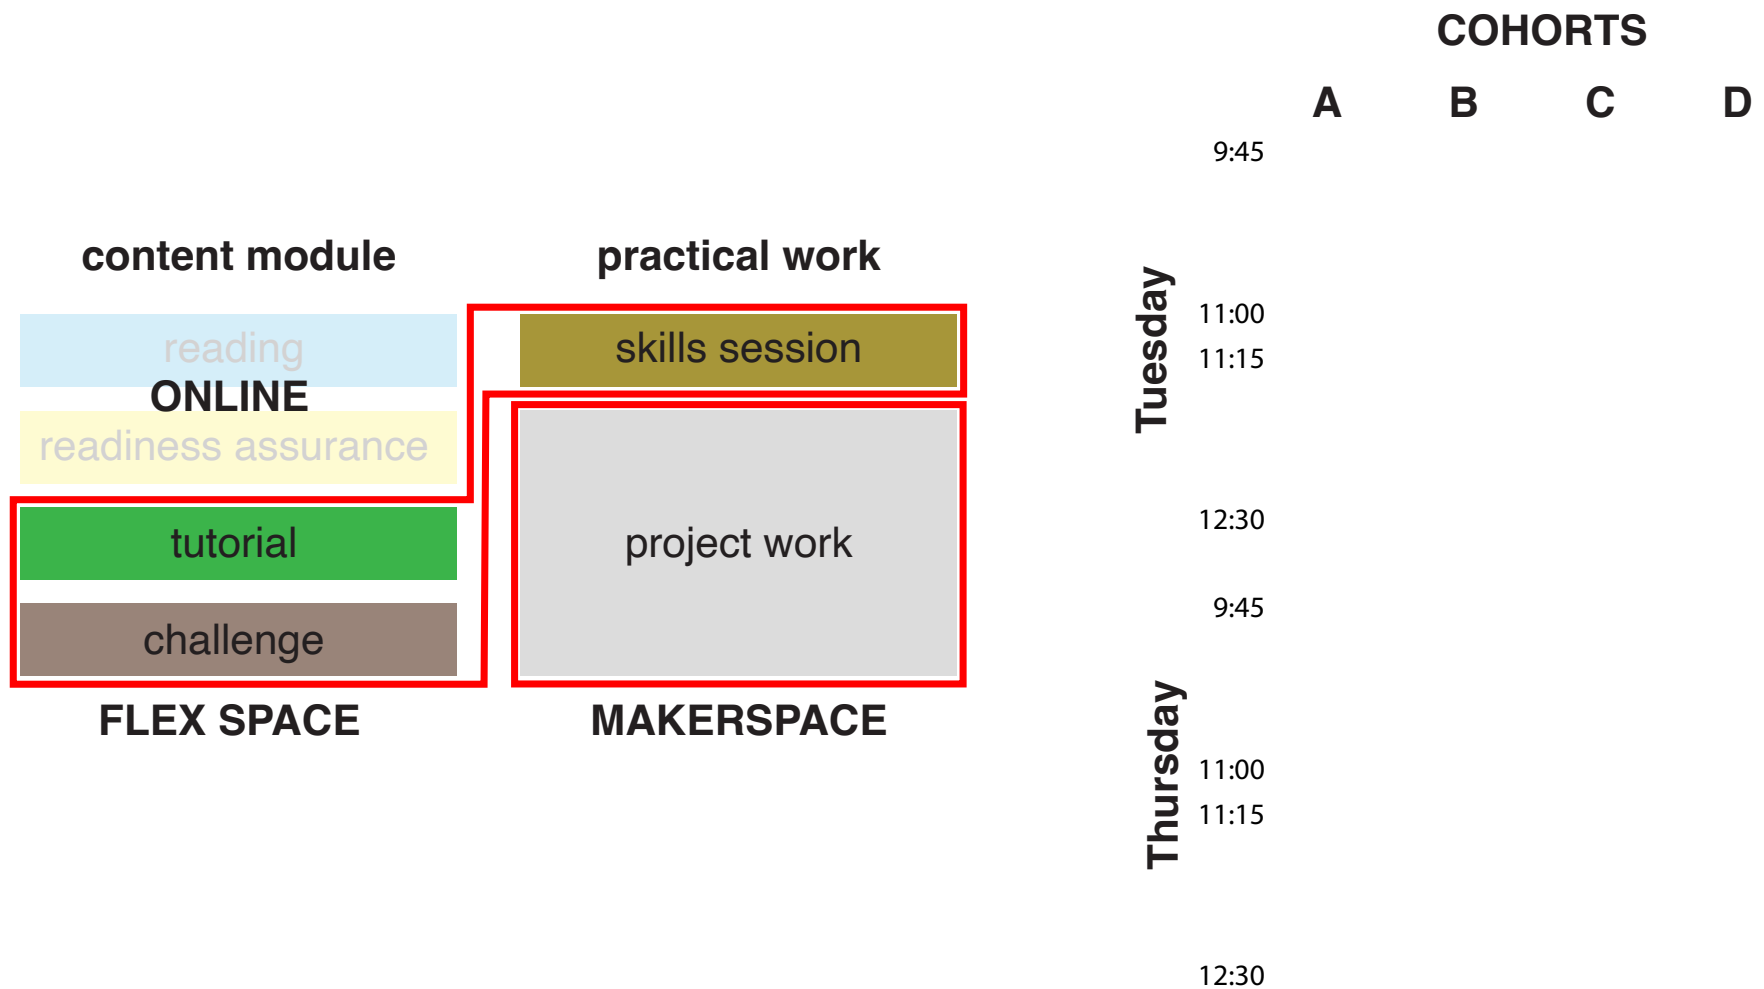 COHORTS
A B C D
9:45
content module
practical work
Tuesday
11:00
reading
skills session
11:15
ONLINE
readiness assurance
12:30
tutorial
project work
9:45
challenge
FLEX SPACE
MAKERSPACE
Thursday
11:00
11:15
12:30